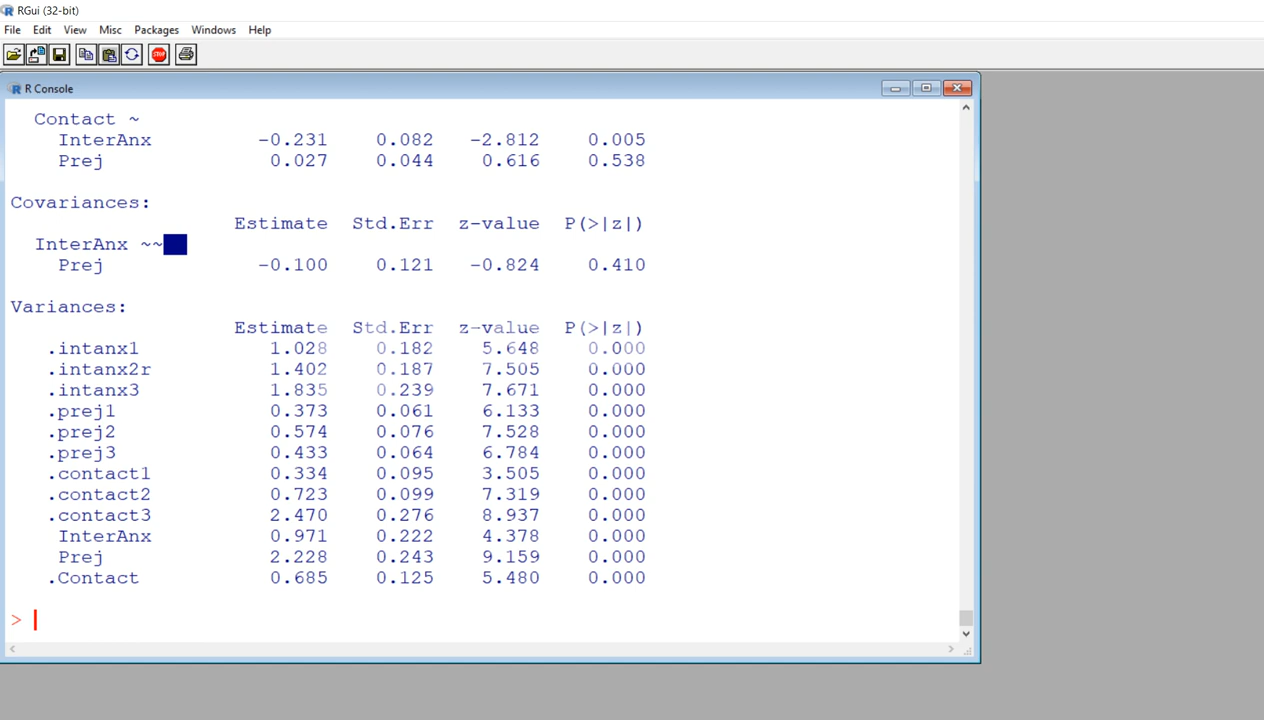 RGui (32-bit)
File Edit View Misc Packages Windows Help
STOP
R Console
Contact ~
InterAnx -0.231 0.082 -2.812 0.005
Prej 0.027 0.044 0.616 0.538
Covariances:
Estimate Std.Err z-value P(>|z|)
InterAnx ~~
Prej -0.100 0.121 -0.824 0.410
Variances:
Estimate Std.Err z-value P(>|z|)
.intanx1 1.028 0.182 5.648 0.000
.intanx2r 1.402 0.187 7.505 0.000
.intanx3 1.835 0.239 7.671 0.000
.prej1 0.373 0.061 6.133 0.000
.prej2 0.574 0.076 7.528 0.000
.prej3 0.433 0.064 6.784 0.000
.contact1 0.334 0.095 3.505 0.000
.contact2 0.723 0.099 7.319 0.000
.contact3 2.470 0.276 8.937 0.000
InterAnx 0.971 0.222 4.378 0.000
Prej 2.228 0.243 9.159 0.000
.Contact 0.685 0.125 5.480 0.000
>